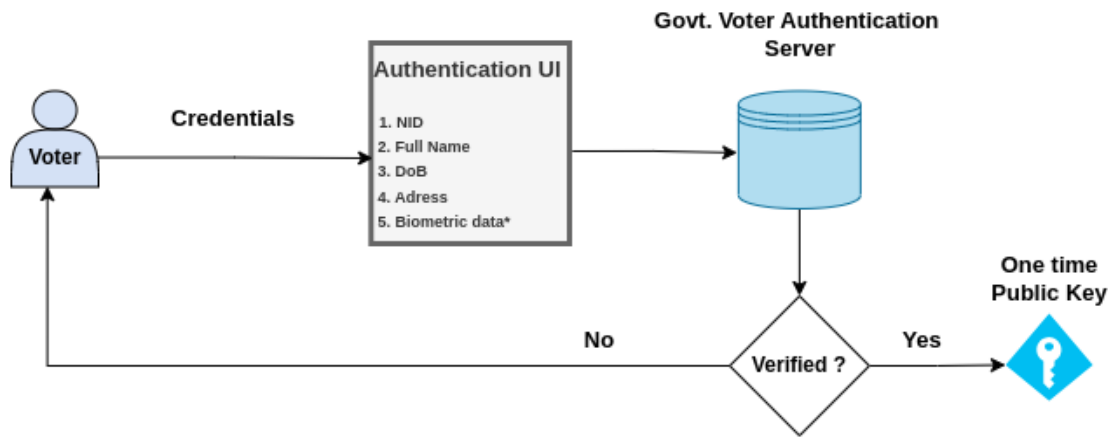 Govt. Voter Authentication
Server
Authentication UI
Credentials
1. NID
2. Full Name
3. DoB
4. Adress
5. Biometric data*
Voter
One time
Public Key
No
Yes
Verified ?